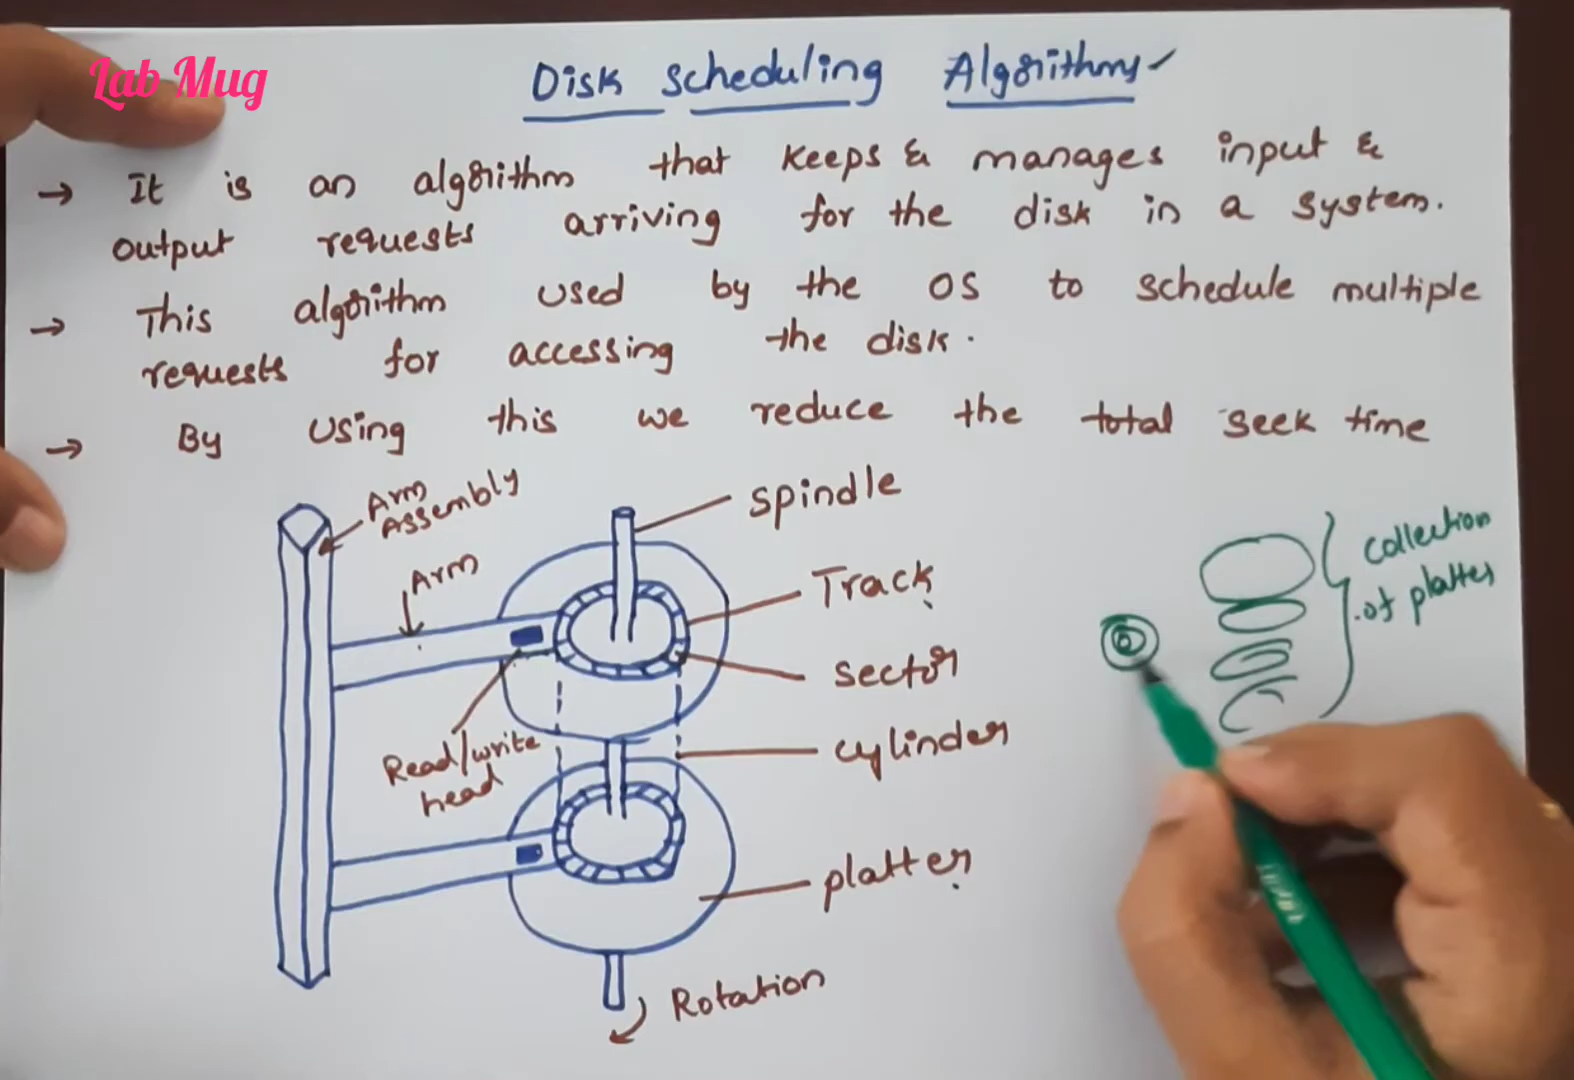 Lab Mug
Disk scheduling Algorithms
→ It is an algorithm that keeps & manages input &
output requests arriving for the disk in a system.
→ This algorithm used by the OS to schedule multiple
requests for accessing the disk.
→ By using this we reduce the total seek time
Arm
Assembly
Arm
spindle
Track
sector
Read/write
head
cylinder
platter
Rotation
collection
of platter